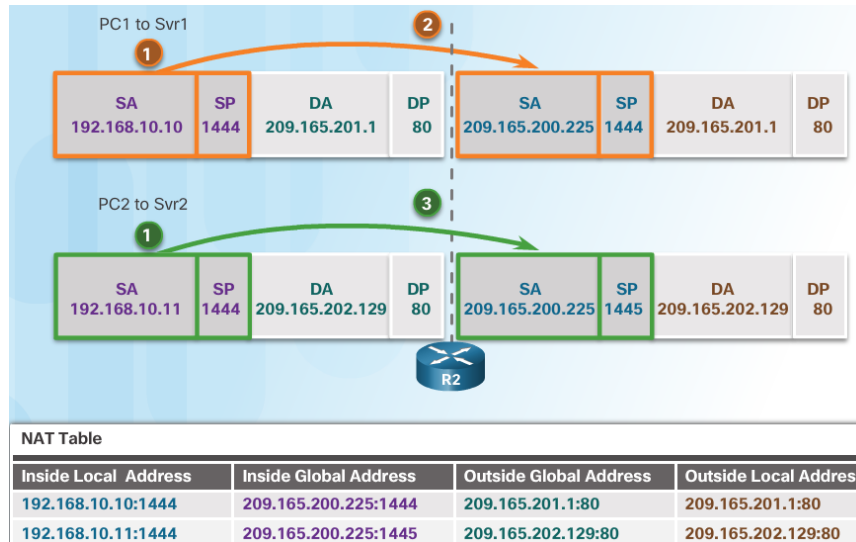 PC1 to Svr1
1
2
SA SP DA DP SA SP DA DP
192.168.10.10 1444 209.165.201.1 80 209.165.200.225 1444 209.165.201.1 80
PC2 to Svr2
1
3
SA SP DA DP SA SP DA DP
192.168.10.11 1444 209.165.202.129 80 209.165.200.225 1445 209.165.202.129 80
R2
NAT Table
Inside Local Address Inside Global Address Outside Global Address Outside Local Addres
192.168.10.10:1444 209.165.200.225:1444 209.165.201.1:80 209.165.201.1:80
192.168.10.11:1444 209.165.200.225:1445 209.165.202.129:80 209.165.202.129:80